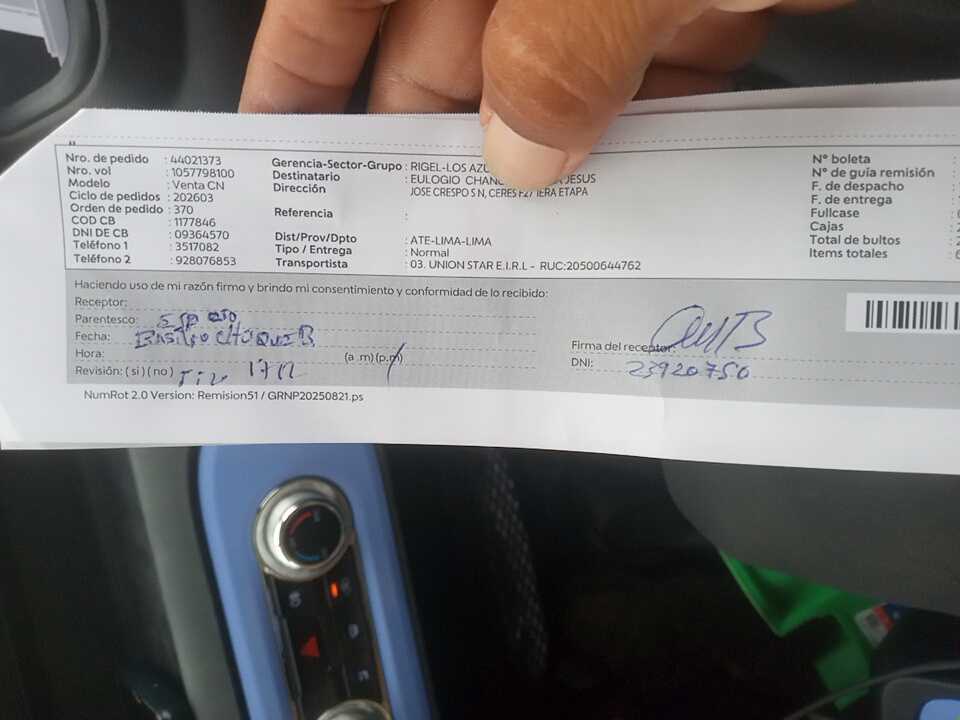 Nro. de pedido : 44021373
Nro. vol : 1057798100
Modelo : Venta CN
Ciclo de pedidos : 202603
Orden de pedido : 370
COD CB : 1177846
DNI DE CB : 09364570
Teléfono 1 : 3517082
Teléfono 2 : 928076853
Gerencia-Sector-Grupo : RIGEL-LOS
Destinatario : EULOGIO JESUS
Dirección JOSE CRESPO S N, CERES 1ERA ETAPA
Referencia :
Dist/Prov/Dpto : ATE-LIMA-LIMA
Tipo / Entrega : Normal
Transportista : 03. UNION STAR E.I.R.L - RUC:20500644762
N° boleta
N° de guía remisión
F. de despacho
F. de entrega
Fullcase
Cajas
Total de bultos
Items totales
Haciendo uso de mi razón firmo y brindo mi consentimiento y conformidad de lo recibido:
Receptor:
Parentesco:
Fecha:
Hora: (a .m) (p.m)
Revisión: ( si ) ( no )
Firma del receptor:
DNI: 23920750
NumRot 2.0 Version: Remision51 / GRNP20250821.ps